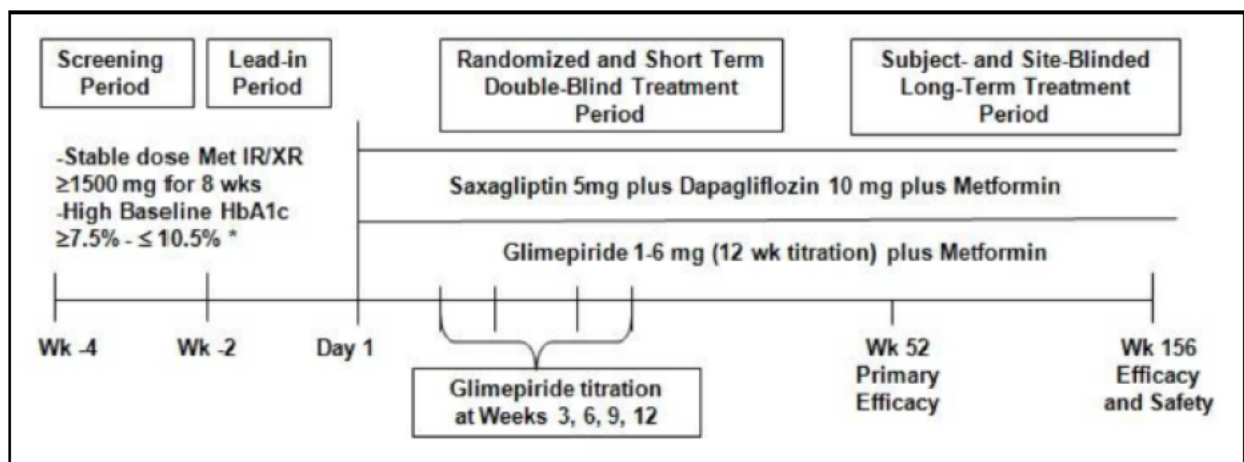 Screening
Period
Lead-in
Period
Randomized and Short Term
Double-Blind Treatment
Period
Subject- and Site-Blinded
Long-Term Treatment
Period
-Stable dose Met IR/XR
≥1500 mg for 8 wks
-High Baseline HbA1c
≥7.5% - ≤ 10.5% *
Saxagliptin 5mg plus Dapagliflozin 10 mg plus Metformin
Glimepiride 1-6 mg (12 wk titration) plus Metformin
Wk -4
Wk -2
Day 1
Glimepiride titration
at Weeks 3, 6, 9, 12
Wk 52
Primary
Efficacy
Wk 156
Efficacy
and Safety